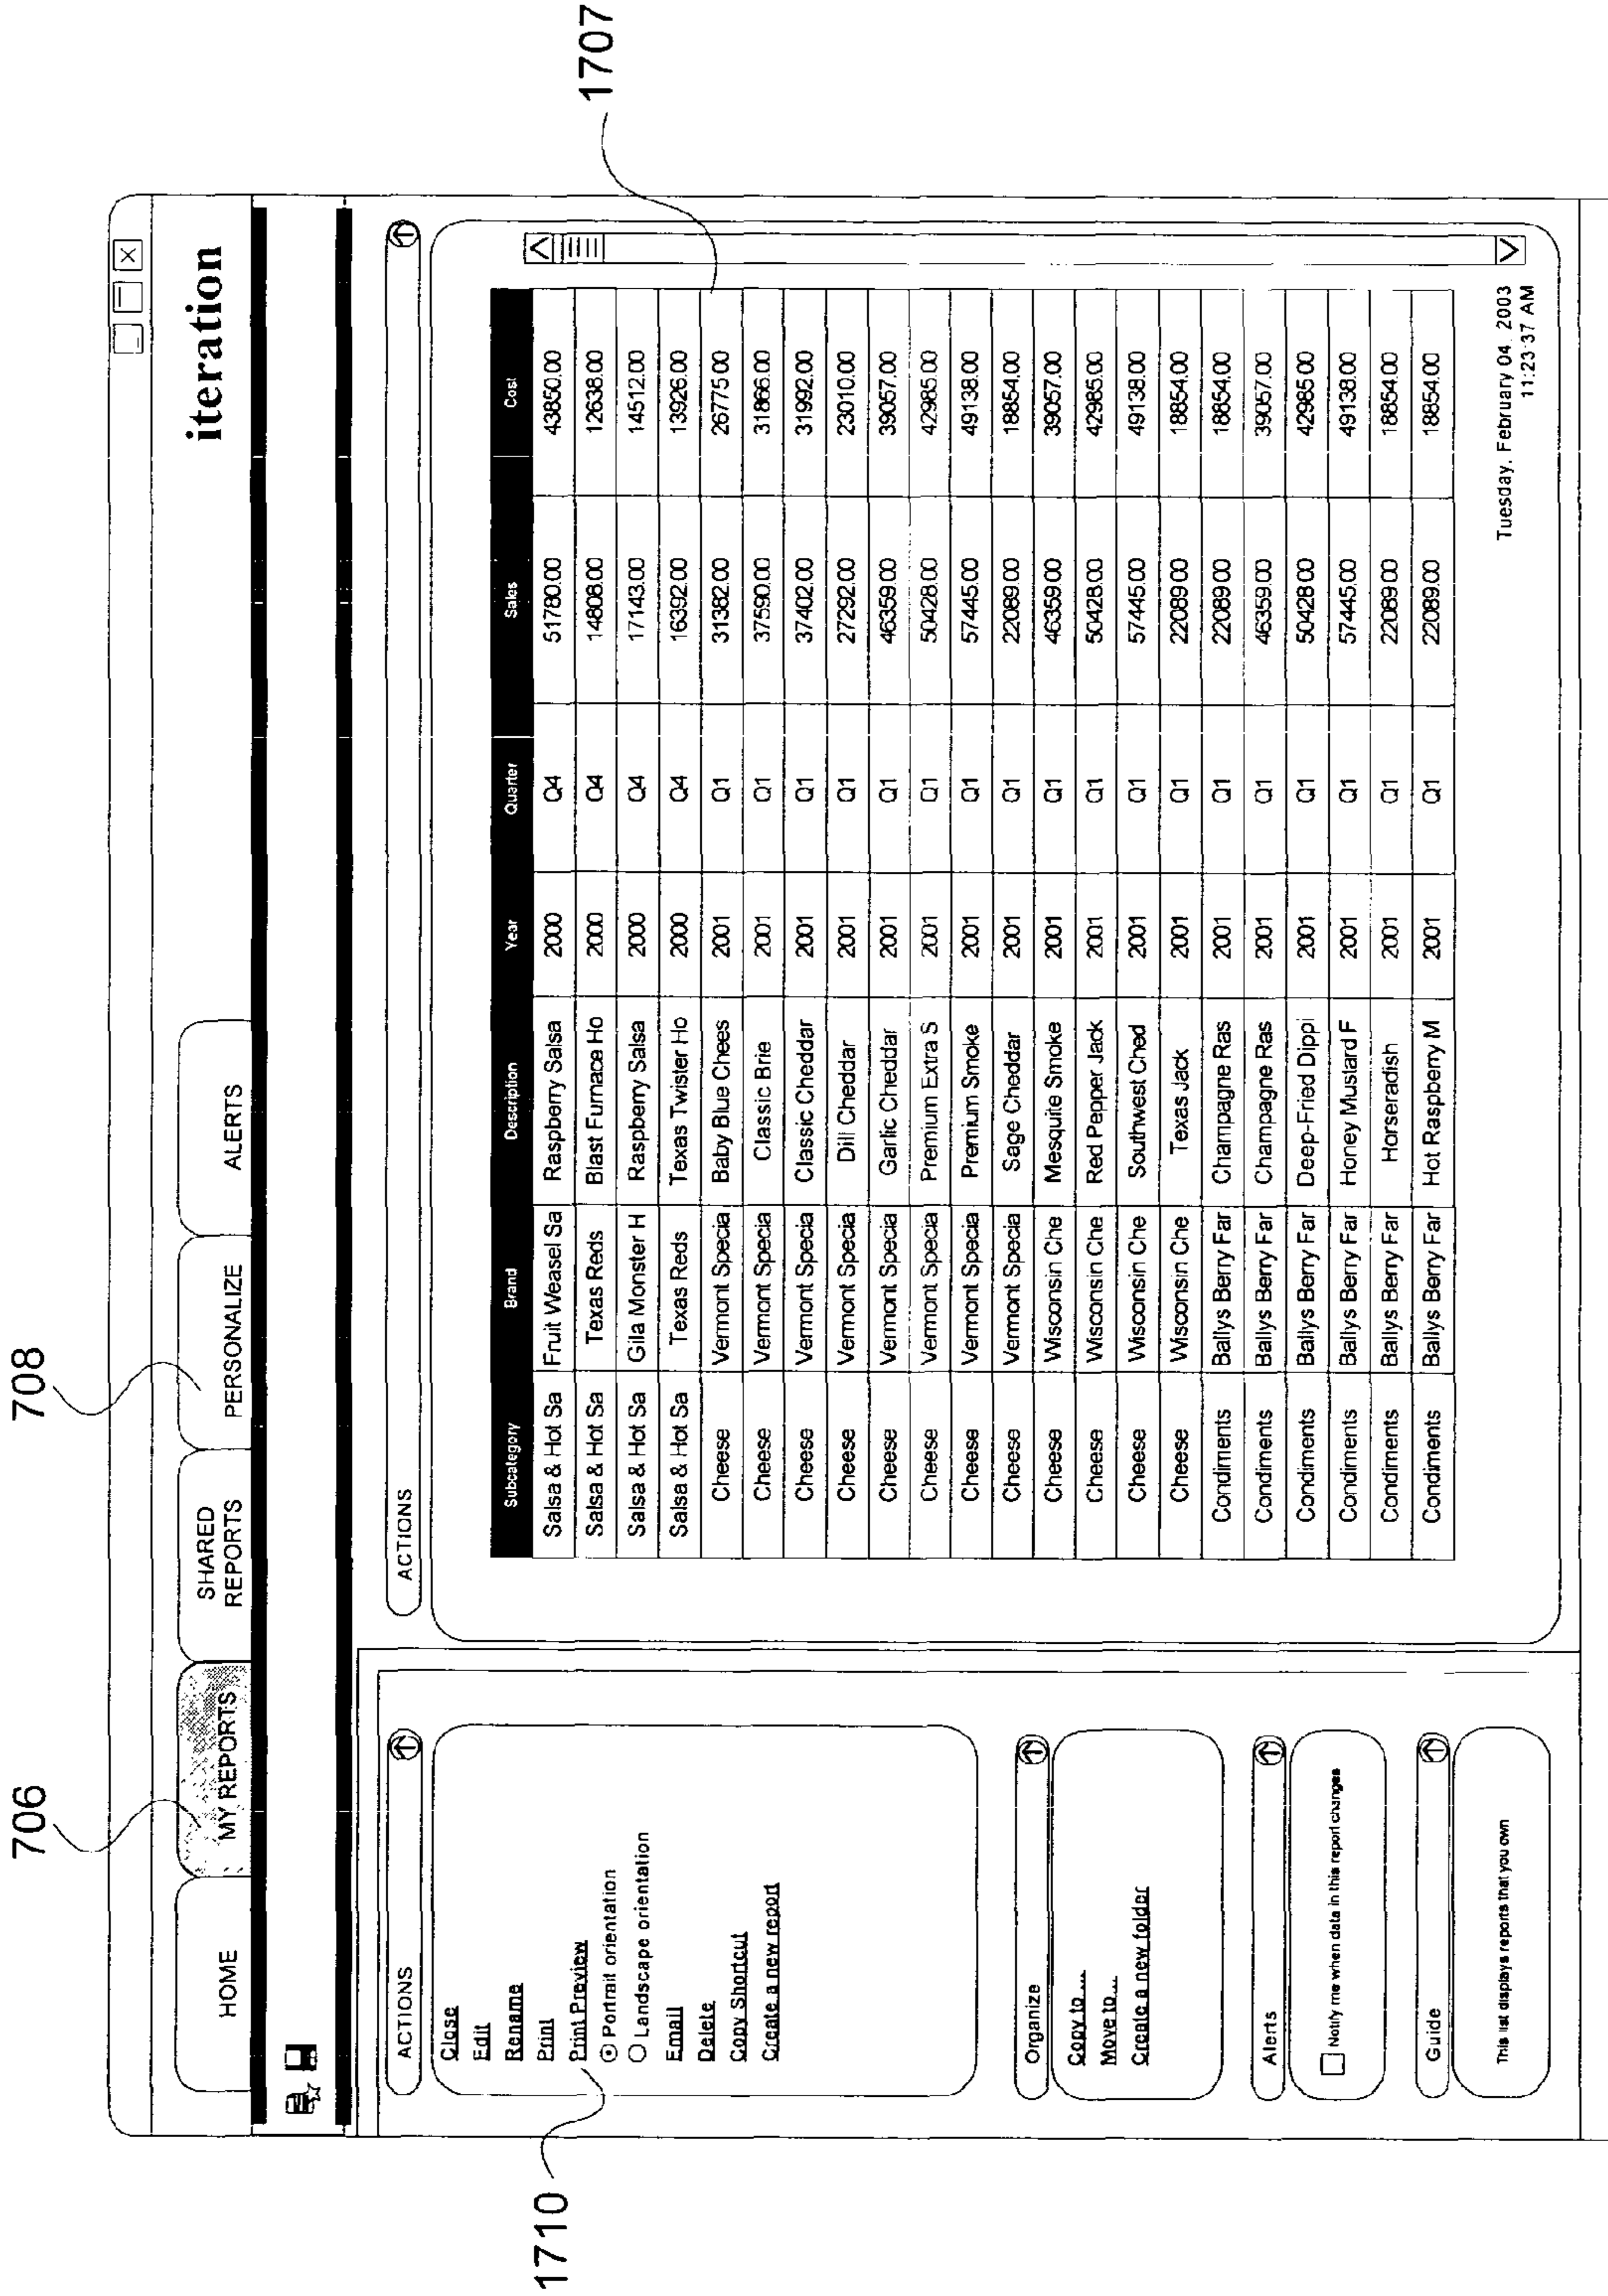 706
708
iteration
HOME
MY REPORTS
SHARED
REPORTS
PERSONALIZE
ALERTS
ACTIONS
Close
Edit
Rename
Print
Print Preview
Portrait orientation
Landscape orientation
Email
Delete
Copy Shortcut
Create a new report
1710
Organize
Copy to ...
Move to ...
Create a new folder
Alerts
Notify me when data in this report changes
Guide
This list displays reports that you own
ACTIONS
1707
Subcategory Brand Description Year Quarter Sales Cost
Salsa & Hot Sa Fruit Weasel Sa Raspberry Salsa 2000 Q4 51780.00 43850.00
Salsa & Hot Sa Texas Reds Blast Furnace Ho 2000 Q4 14808.00 12638.00
Salsa & Hot Sa Gila Monster H Raspberry Salsa 2000 Q4 17143.00 14512.00
Salsa & Hot Sa Texas Reds Texas Twister Ho 2000 Q4 16392.00 13926.00
Cheese Vermont Specia Baby Blue Chees 2001 Q1 31382.00 26775.00
Cheese Vermont Specia Classic Brie 2001 Q1 37590.00 31866.00
Cheese Vermont Specia Classic Cheddar 2001 Q1 37402.00 31992.00
Cheese Vermont Specia Dill Cheddar 2001 Q1 27292.00 23010.00
Cheese Vermont Specia Garlic Cheddar 2001 Q1 46359.00 39057.00
Cheese Vermont Specia Premium Extra S 2001 Q1 50428.00 42985.00
Cheese Vermont Specia Premium Smoke 2001 Q1 57445.00 49138.00
Cheese Vermont Specia Sage Cheddar 2001 Q1 22089.00 18854.00
Cheese Wisconsin Che Mesquite Smoke 2001 Q1 46359.00 39057.00
Cheese Wisconsin Che Red Pepper Jack 2001 Q1 50428.00 42985.00
Cheese Wisconsin Che Southwest Ched 2001 Q1 57445.00 49138.00
Cheese Wisconsin Che Texas Jack 2001 Q1 22089.00 18854.00
Condiments Ballys Berry Far Champagne Ras 2001 Q1 22089.00 18854.00
Condiments Ballys Berry Far Champagne Ras 2001 Q1 46359.00 39057.00
Condiments Ballys Berry Far Deep-Fried Dippi 2001 Q1 50428.00 42985.00
Condiments Ballys Berry Far Honey Mustard F 2001 Q1 57445.00 49138.00
Condiments Ballys Berry Far Horseradish 2001 Q1 22089.00 18854.00
Condiments Ballys Berry Far Hot Raspberry M 2001 Q1 22089.00 18854.00
Tuesday, February 04, 2003
11:23:37 AM